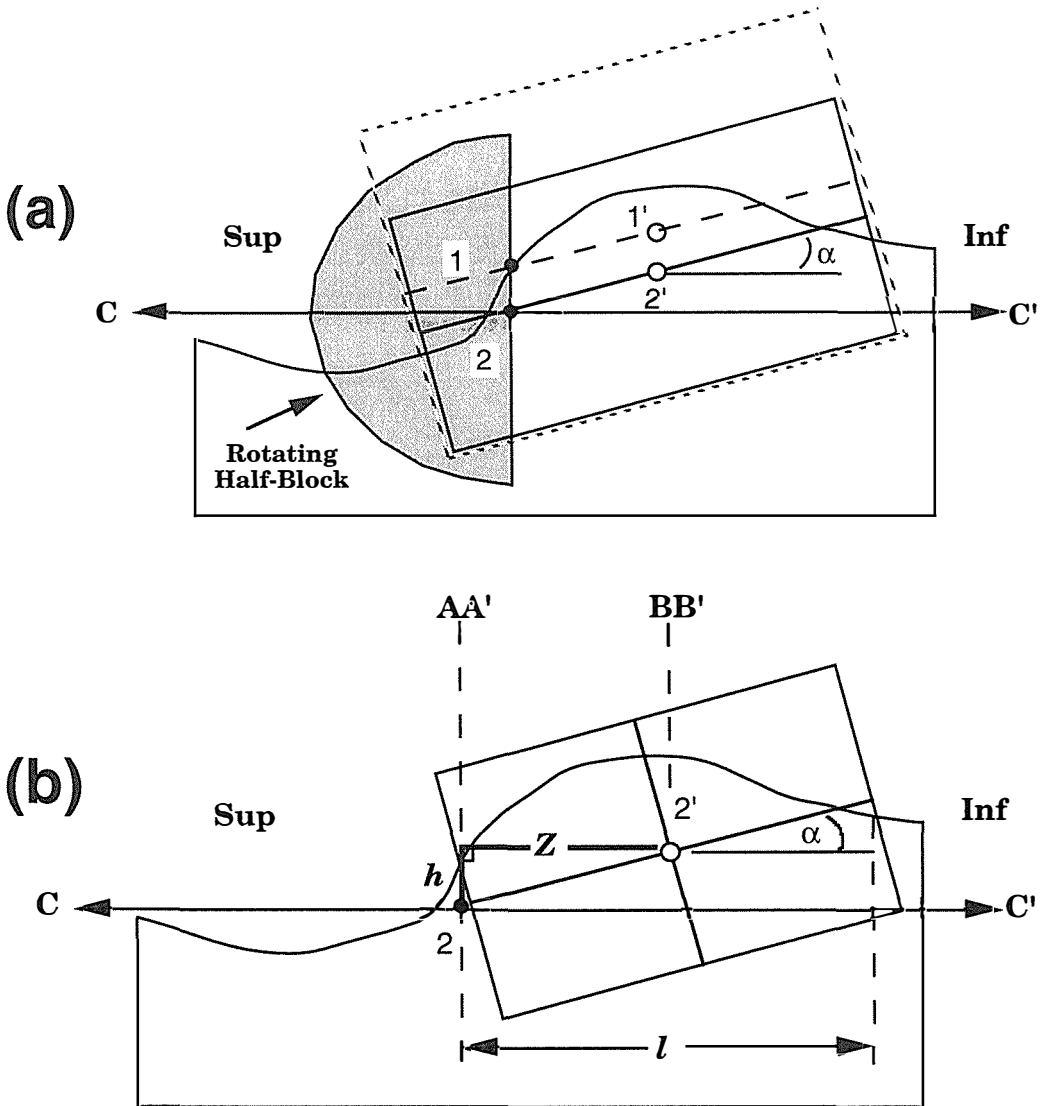 (a)
Sup
1
1'
2'
α
Inf
C
C'
2
Rotating
Half-Block
AA'
BB'
(b)
Sup
2'
α
Inf
Z
h
C
C'
2
l